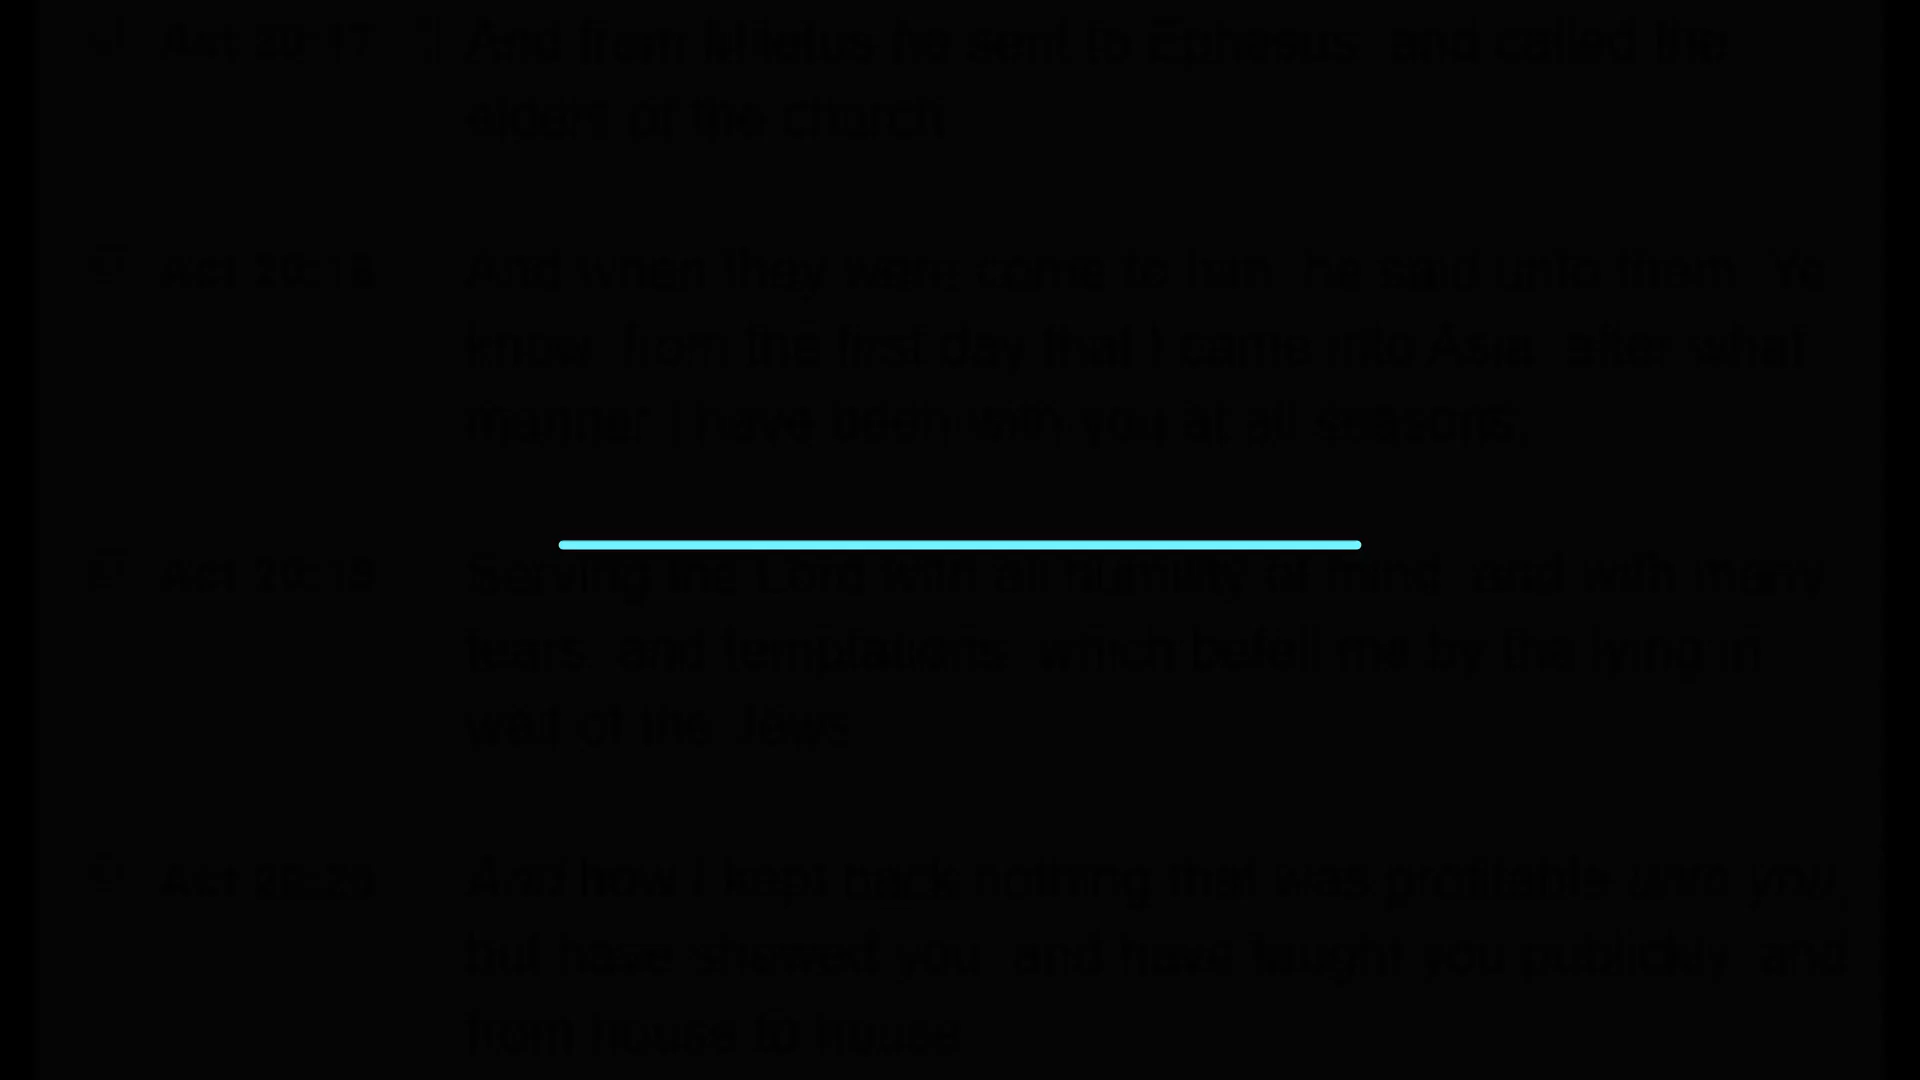 Act 20:17 And from Miletus he sent to Ephesus, and called the
elders of the church.
Act 20:18 And when they were come to him, he said unto them, Ye
know, from the first day that I came into Asia, after what
manner I have been with you at all seasons,
Act 20:19 Serving the Lord with all humility of mind, and with many
tears, and temptations, which befell me by the lying in
wait of the Jews:
Act 20:20 And how I kept back nothing that was profitable unto you,
but have shewed you, and have taught you publickly, and
from house to house,